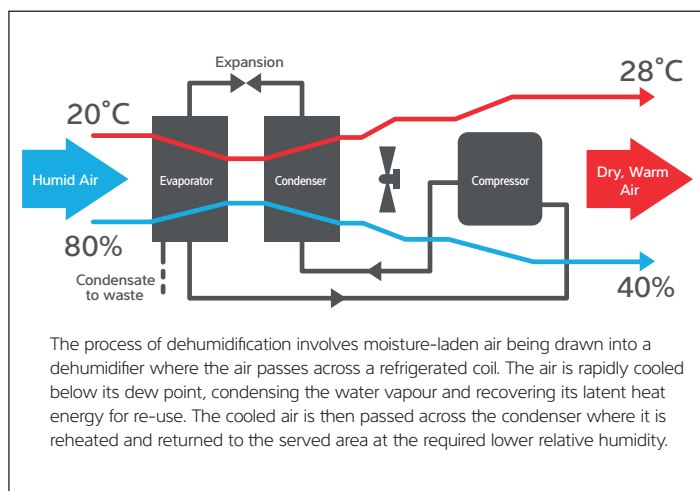 Expansion
20°C
28°C
Humid Air
Evaporator
Condenser
Compressor
Dry, Warm
Air
80%
Condensate
to waste
40%
The process of dehumidification involves moisture-laden air being drawn into a
dehumidifier where the air passes across a refrigerated coil. The air is rapidly cooled
below its dew point, condensing the water vapour and recovering its latent heat
energy for re-use. The cooled air is then passed across the condenser where it is
reheated and returned to the served area at the required lower relative humidity.